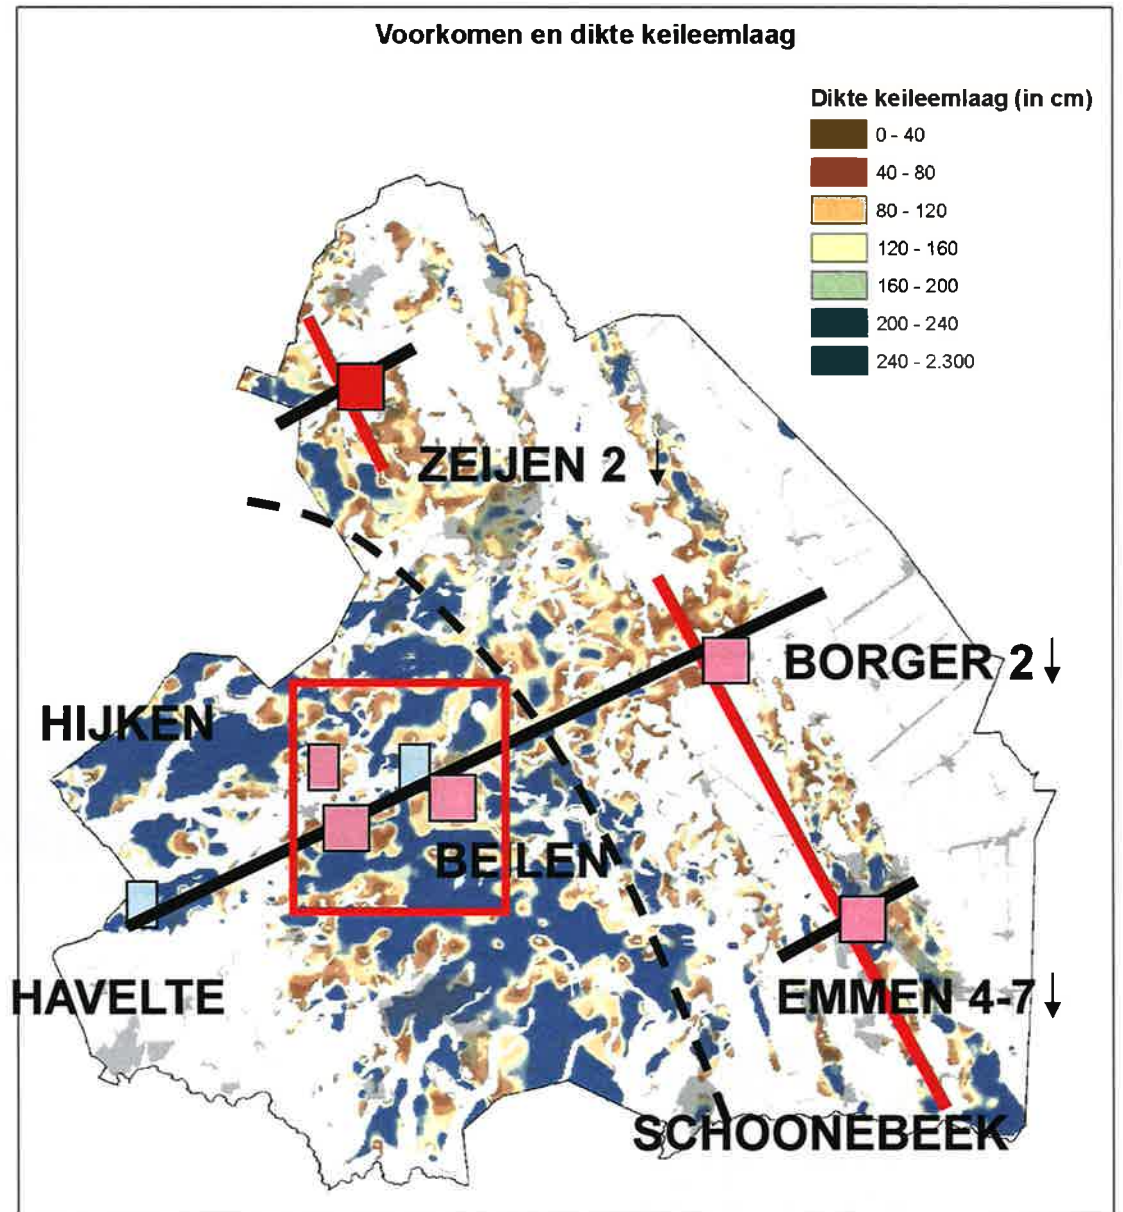 Voorkomen en dikte keileemlaag
Dikte keileemlaag (in cm)
0 - 40
40 - 80
80 - 120
120 - 160
160 - 200
200 - 240
240 - 2.300
ZEIJEN 2 ↓
BORGER 2 ↓
HIJKEN
BEILEN
HAVELTE
EMMEN 4-7 ↓
SCHOONEBEEK